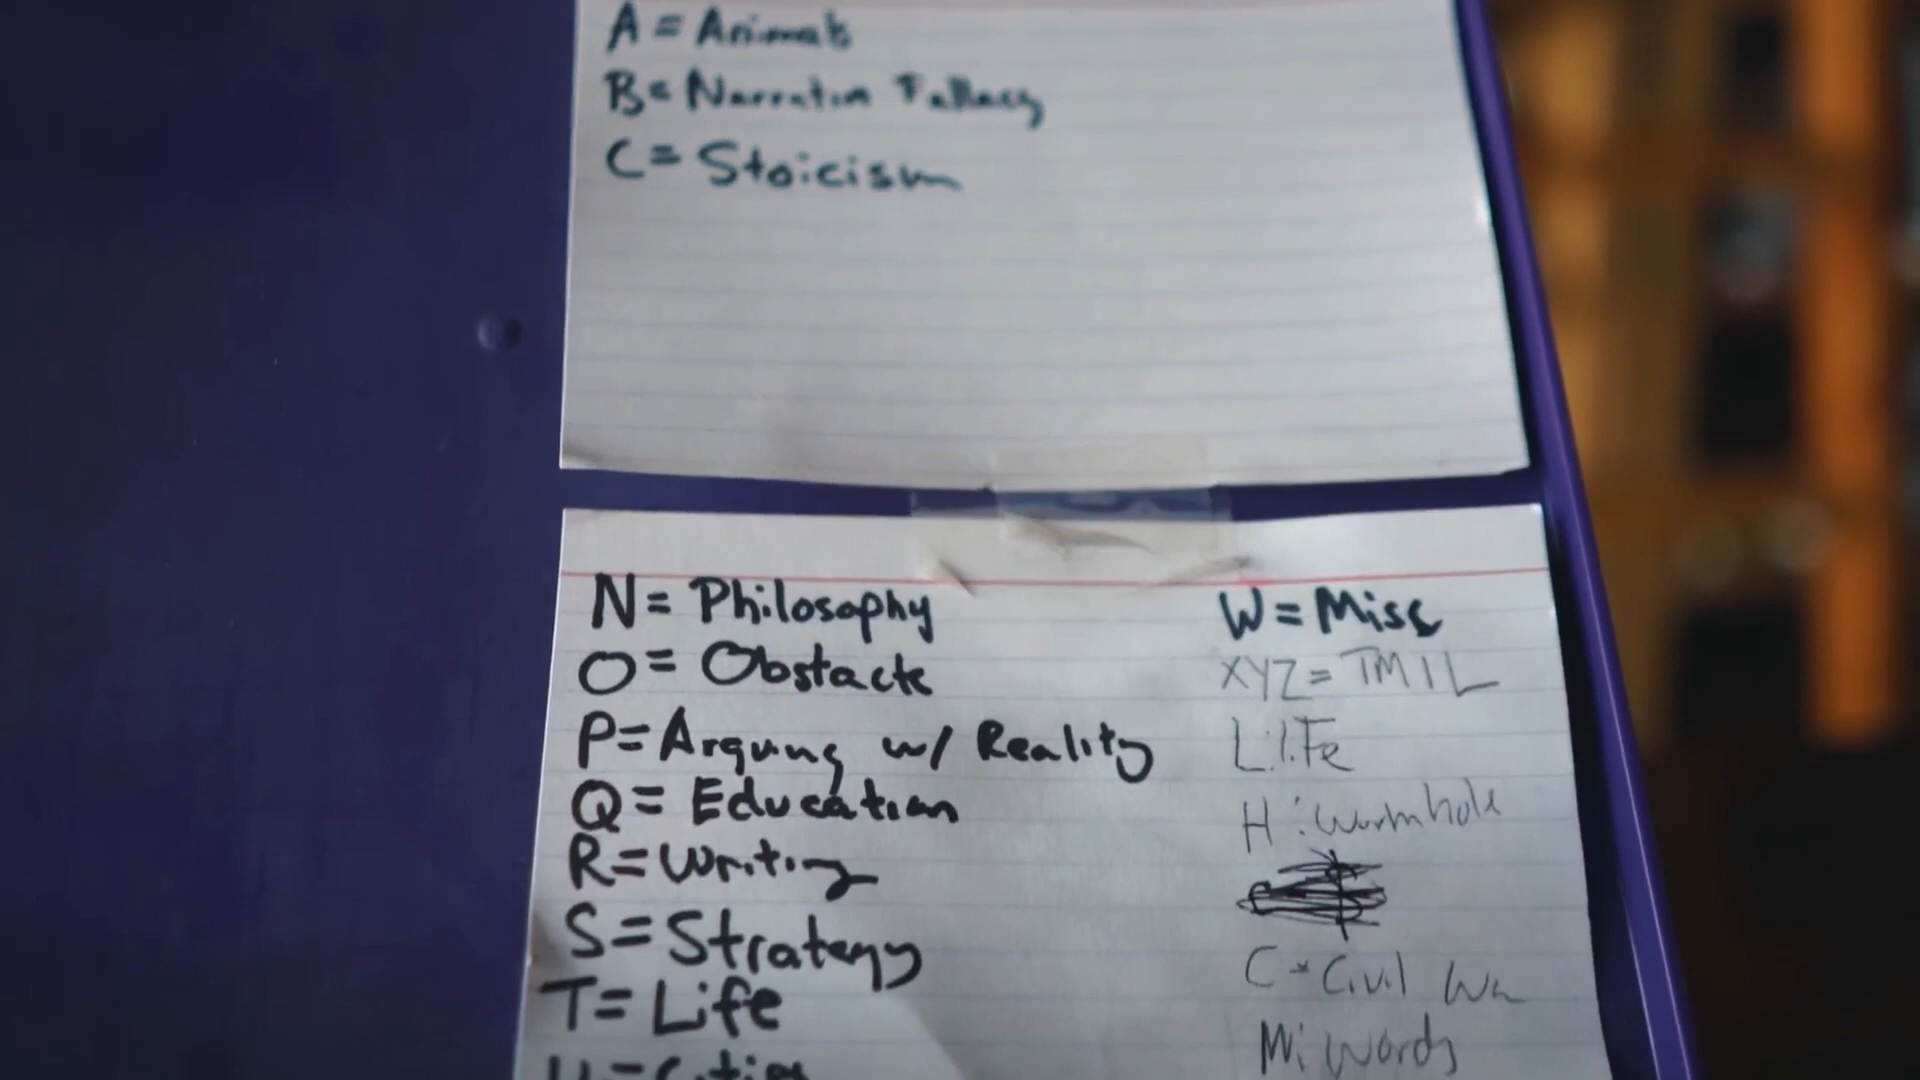 A = Animals
B = Narrative Fallacy
C = Stoicism
N = Philosophy
O = Obstacle
P = Arguing w/ Reality
Q = Education
R = Writing
S = Strategy
T = Life
W = Misc
XYZ = TMIL
L: life
H: Wormhole
C - Civil War
M: Words